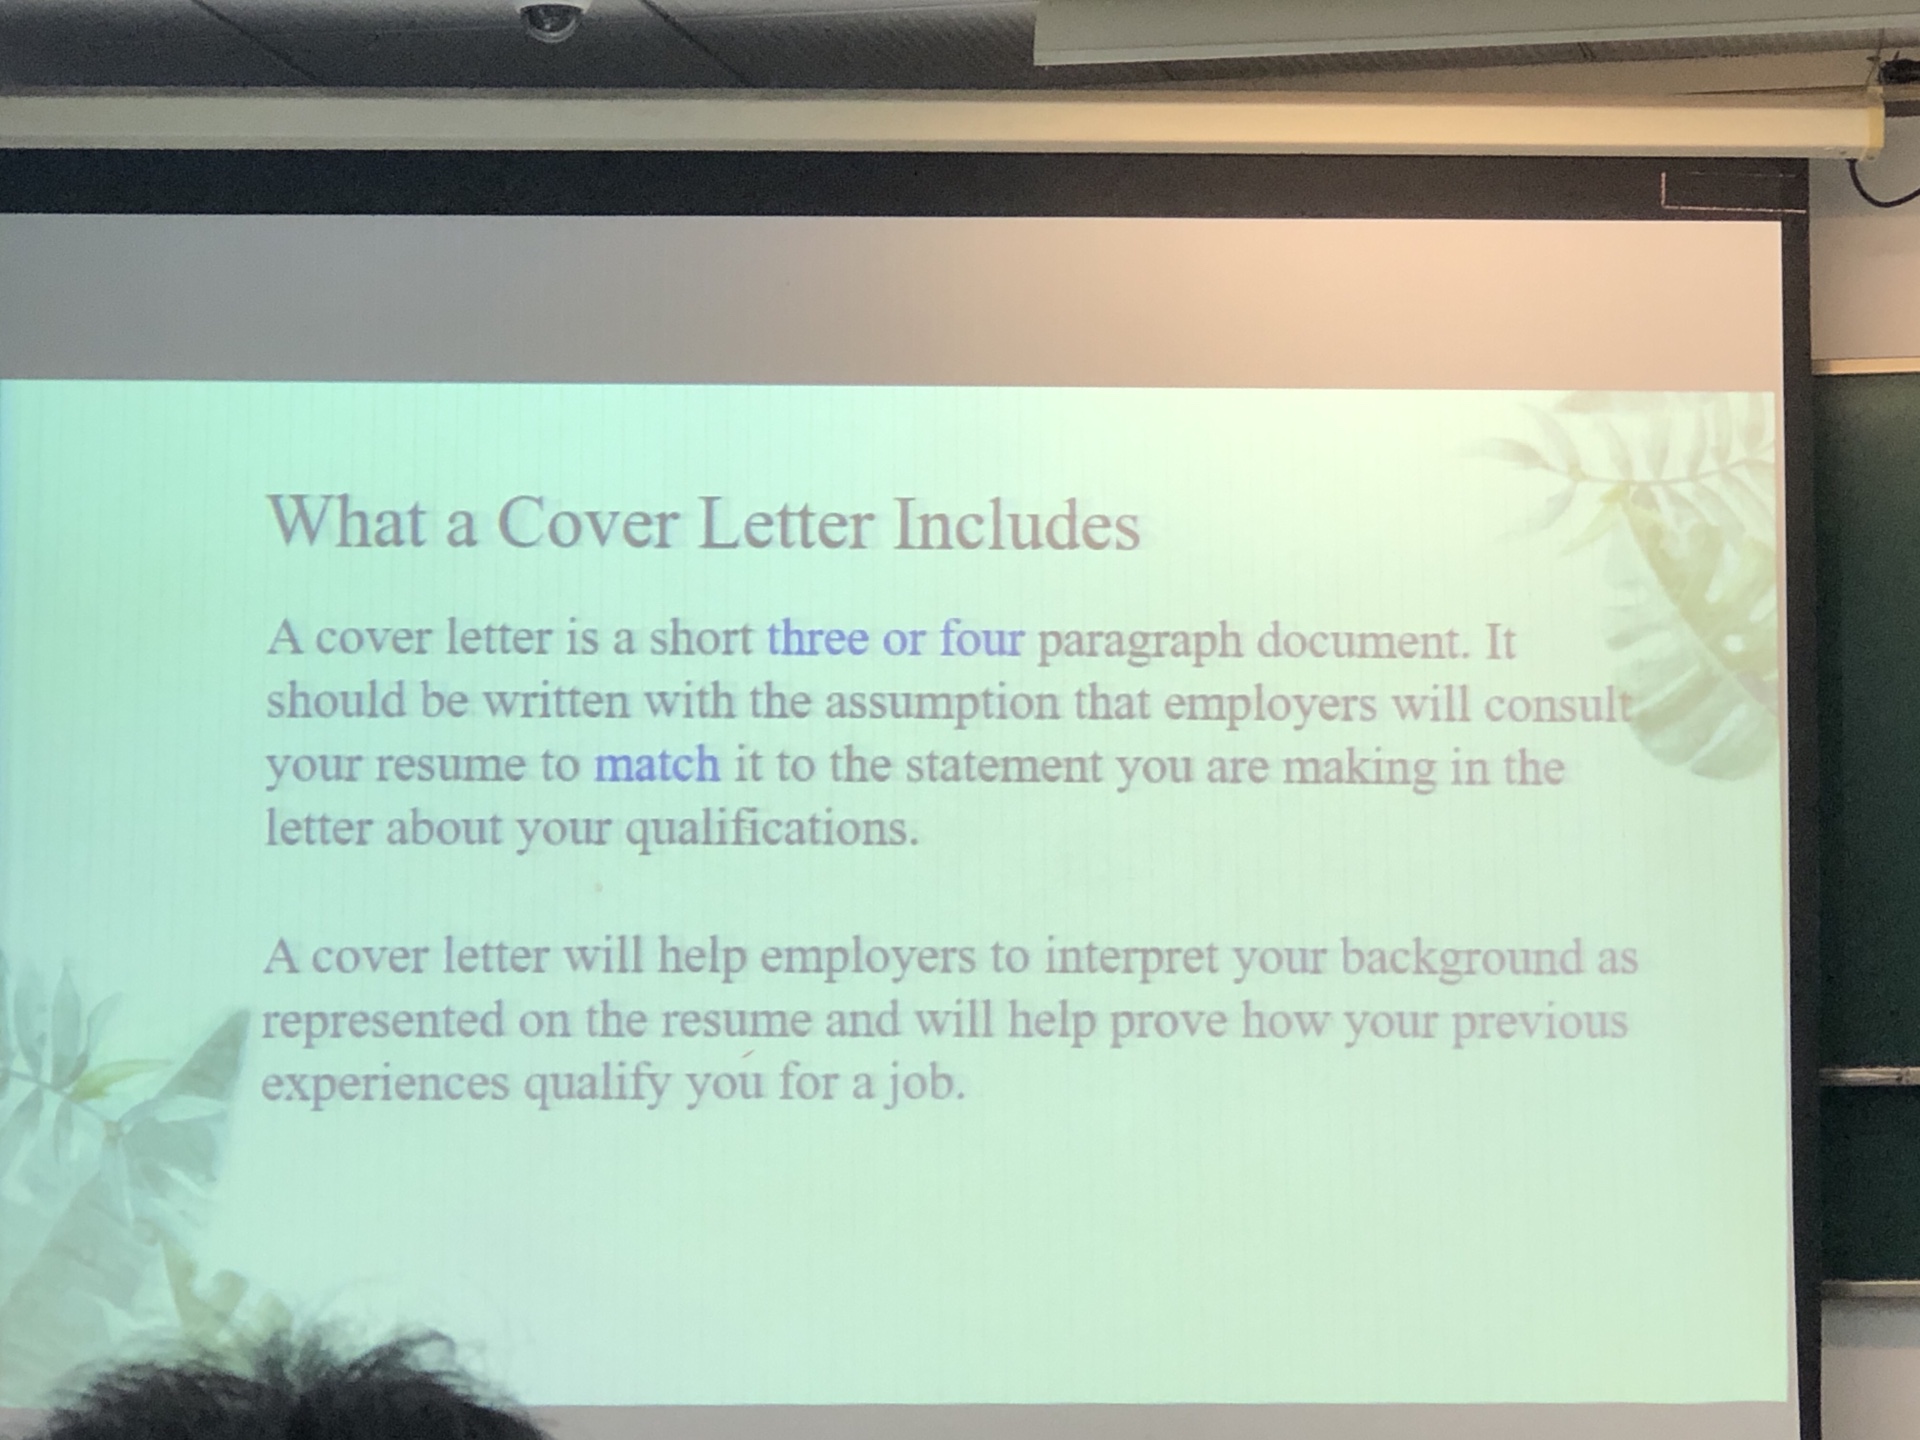 What a Cover Letter Includes
A cover letter is a short three or four paragraph document. It
should be written with the assumption that employers will consult
your resume to match it to the statement you are making in the
letter about your qualifications.
A cover letter will help employers to interpret your background as
represented on the resume and will help prove how your previous
experiences qualify you for a job.